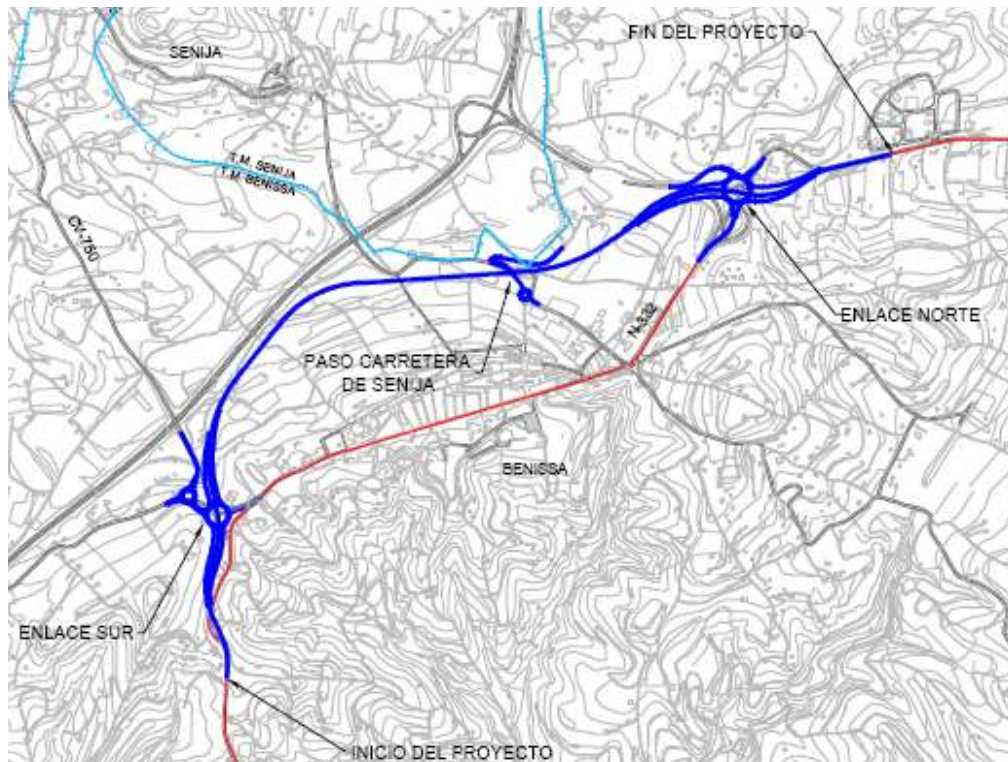 FIN DEL PROYECTO
SENIJA
T.M. SENIJA
T.M. BENISSA
CV-750
ENLACE NORTE
N-332
PASO CARRETERA
DE SENIJA
BENISSA
ENLACE SUR
INICIO DEL PROYECTO